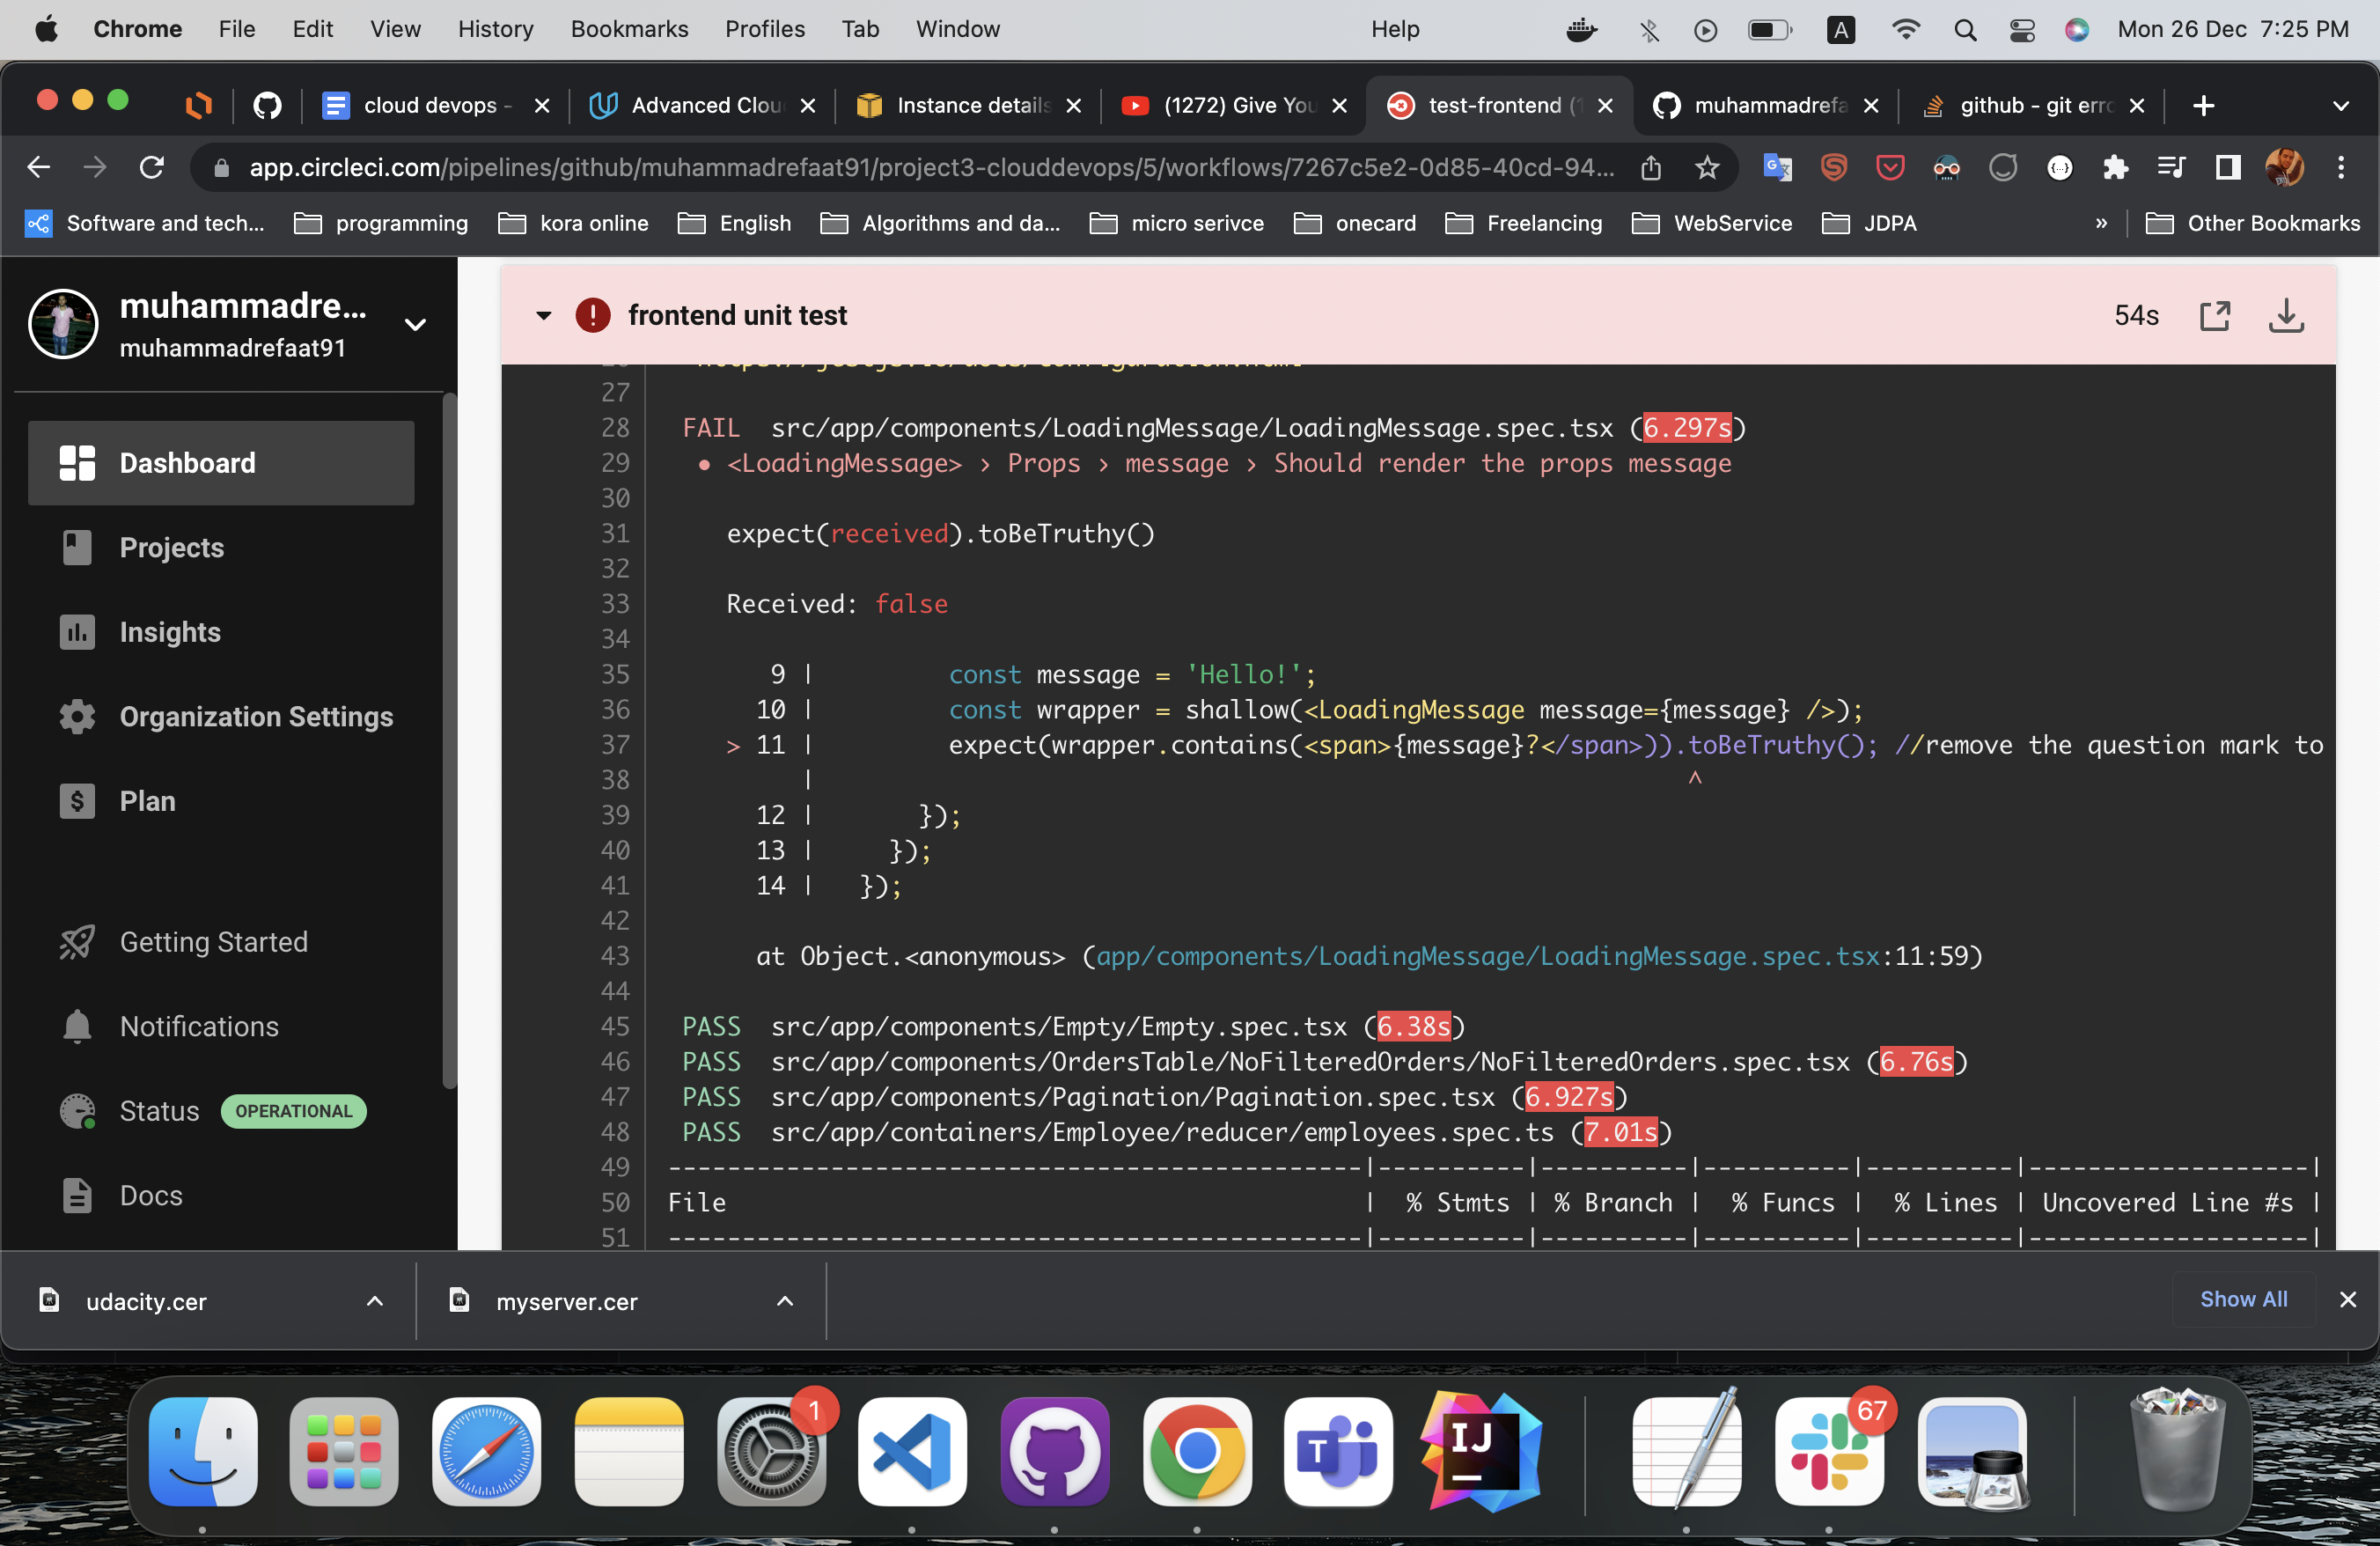 Chrome File Edit View History Bookmarks Profiles Tab Window Help A Mon 26 Dec 7:25 PM
cloud devops - Advanced Clou Instance details (1272) Give You test-frontend (1 muhammadrefa github - git erro
app.circleci.com/pipelines/github/muhammadrefaat91/project3-clouddevops/5/workflows/7267c5e2-0d85-40cd-94...
Software and tech... programming kora online English Algorithms and da... micro serivce onecard Freelancing WebService JDPA » Other Bookmarks
muhammadre...
muhammadrefaat91
Dashboard
Projects
Insights
Organization Settings
Plan
Getting Started
Notifications
Status OPERATIONAL
Docs
frontend unit test 54s
27
28 FAIL src/app/components/LoadingMessage/LoadingMessage.spec.tsx (6.297s)
29 ● <LoadingMessage> › Props › message › Should render the props message
30
31 expect(received).toBeTruthy()
32
33 Received: false
34
35 9 | const message = 'Hello!';
36 10 | const wrapper = shallow(<LoadingMessage message={message} />);
37 > 11 | expect(wrapper.contains(<span>{message}?</span>)).toBeTruthy(); //remove the question mark to
38 | ^
39 12 | });
40 13 | });
41 14 | });
42
43 at Object.<anonymous> (app/components/LoadingMessage/LoadingMessage.spec.tsx:11:59)
44
45 PASS src/app/components/Empty/Empty.spec.tsx (6.38s)
46 PASS src/app/components/OrdersTable/NoFilteredOrders/NoFilteredOrders.spec.tsx (6.76s)
47 PASS src/app/components/Pagination/Pagination.spec.tsx (6.927s)
48 PASS src/app/containers/Employee/reducer/employees.spec.ts (7.01s)
49 -----------------------------------------------|----------|----------|----------|----------|-------------------|
50 File | % Stmts | % Branch | % Funcs | % Lines | Uncovered Line #s |
51 -----------------------------------------------|----------|----------|----------|----------|-------------------|
udacity.cer myserver.cer Show All
1 T IJ 67